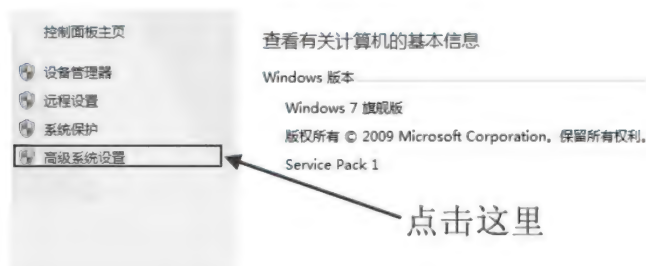 控制面板主页
设备管理器
远程设置
系统保护
高级系统设置
查看有关计算机的基本信息
Windows 版本
Windows 7 旗舰版
版权所有 © 2009 Microsoft Corporation。保留所有权利。
Service Pack 1
点击这里